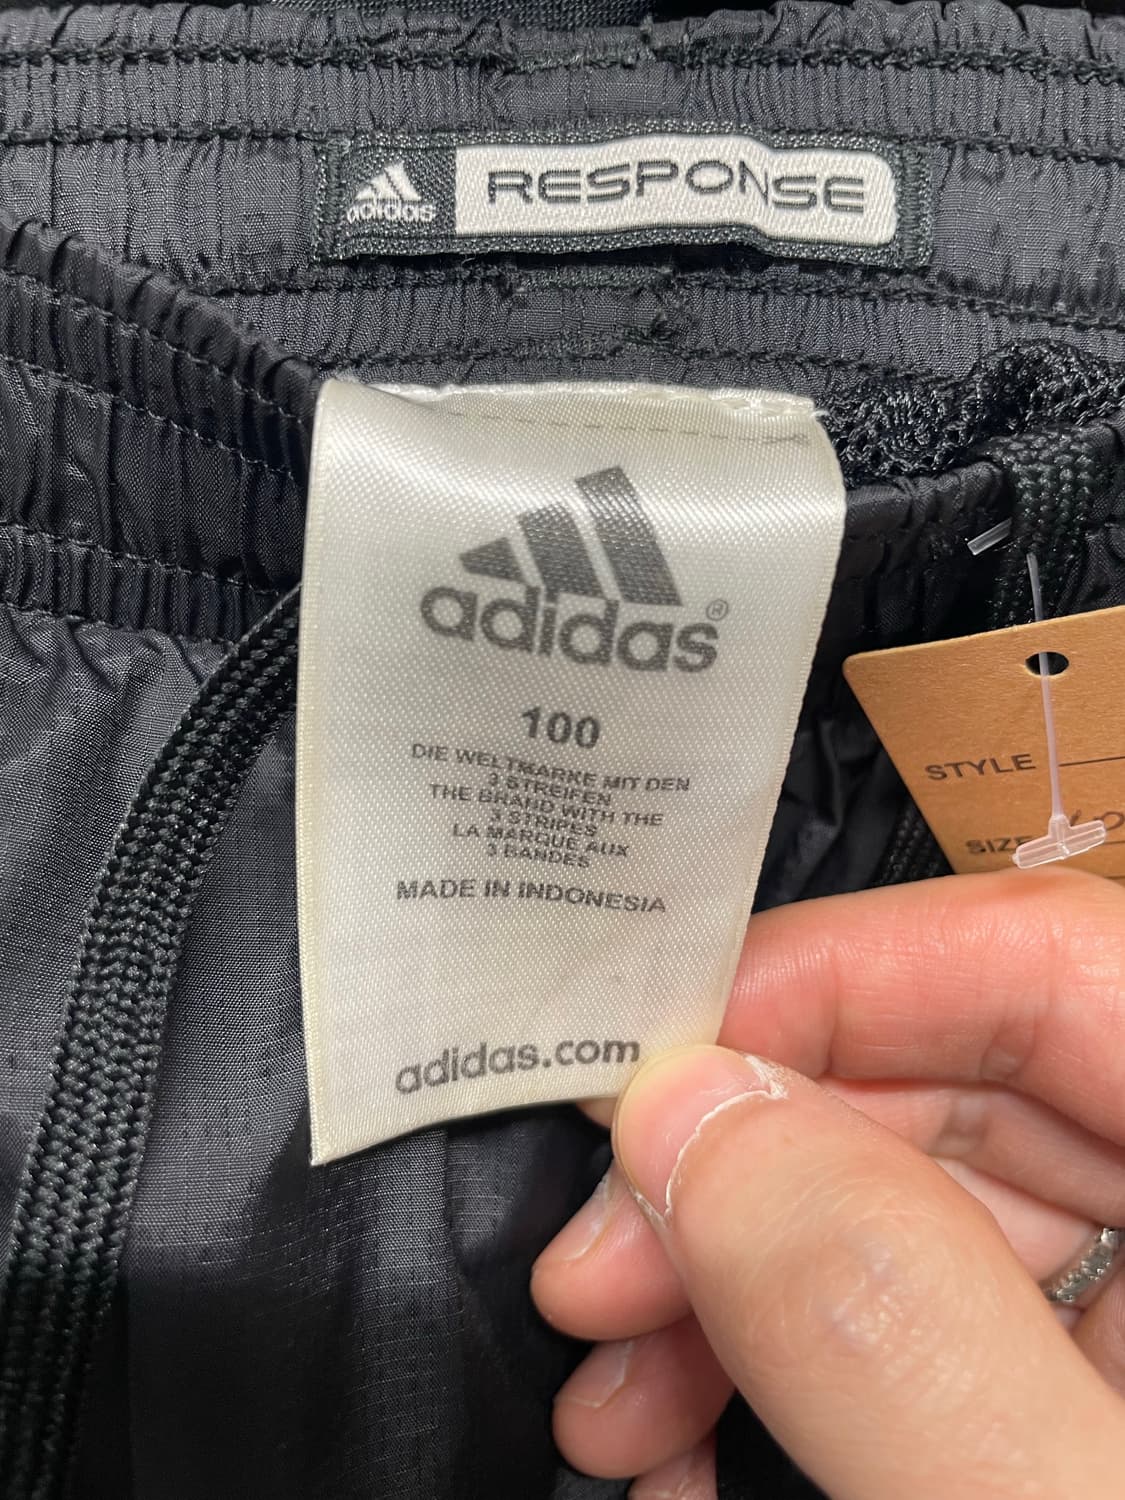 adidas RESPONSE
adidas®
100
DIE WELTMARKE MIT DEN
3 STREIFEN
THE BRAND WITH THE
3 STRIPES
LA MARQUE AUX
3 BANDES
MADE IN INDONESIA
adidas.com
STYLE
SIZE